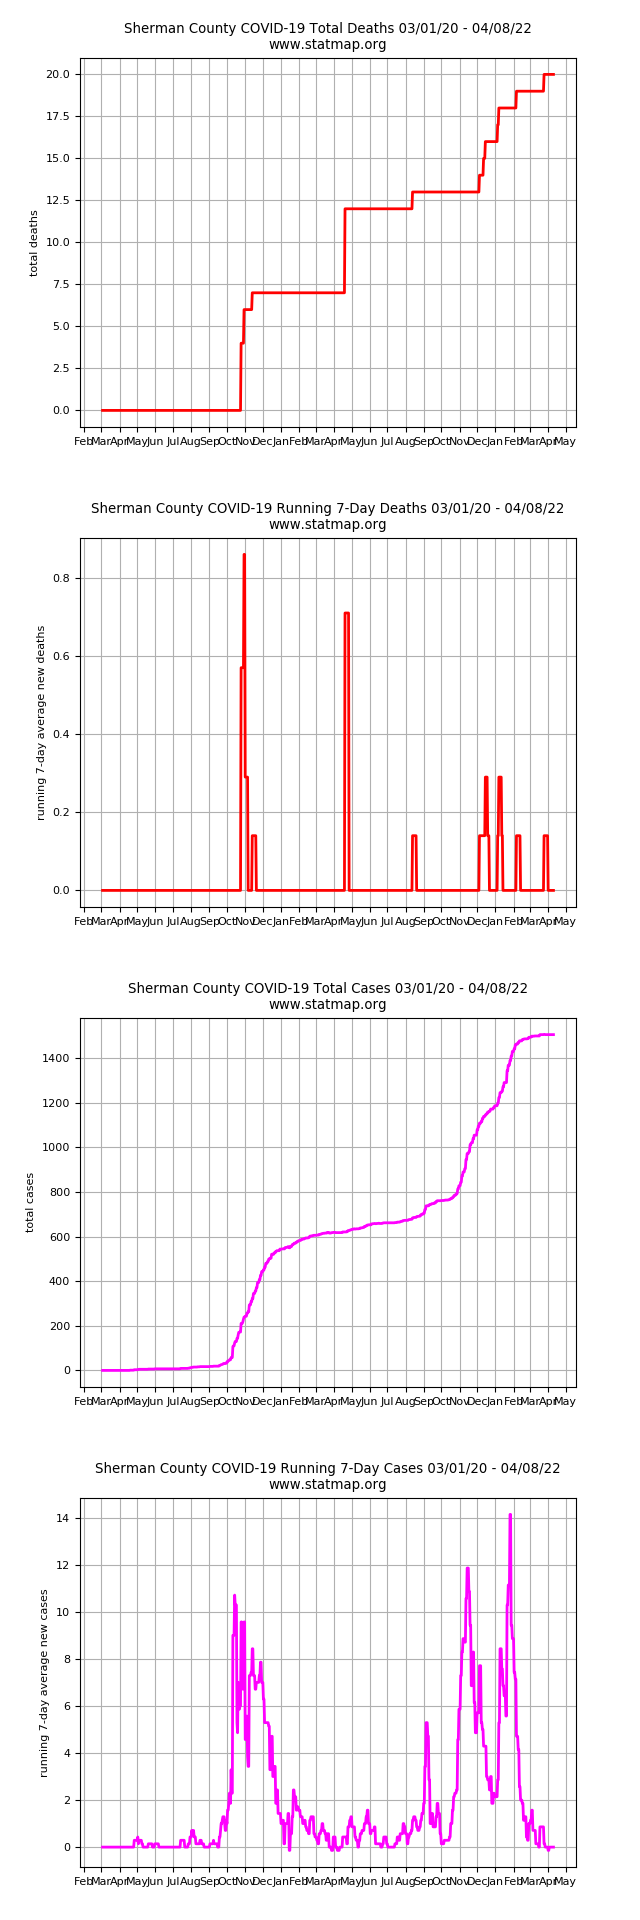 Sherman County COVID-19 Total Deaths 03/01/20 - 04/08/22
www.statmap.org
20.0
17.5
15.0
12.5
10.0
7.5
5.0
2.5
0.0
total deaths
Feb Mar Apr May Jun Jul Aug Sep Oct Nov Dec Jan Feb Mar Apr May Jun Jul Aug Sep Oct Nov Dec Jan Feb Mar Apr May
Sherman County COVID-19 Running 7-Day Deaths 03/01/20 - 04/08/22
www.statmap.org
0.8
0.6
0.4
0.2
0.0
running 7-day average new deaths
Feb Mar Apr May Jun Jul Aug Sep Oct Nov Dec Jan Feb Mar Apr May Jun Jul Aug Sep Oct Nov Dec Jan Feb Mar Apr May
Sherman County COVID-19 Total Cases 03/01/20 - 04/08/22
www.statmap.org
1400
1200
1000
800
600
400
200
0
total cases
Feb Mar Apr May Jun Jul Aug Sep Oct Nov Dec Jan Feb Mar Apr May Jun Jul Aug Sep Oct Nov Dec Jan Feb Mar Apr May
Sherman County COVID-19 Running 7-Day Cases 03/01/20 - 04/08/22
www.statmap.org
14
12
10
8
6
4
2
0
running 7-day average new cases
Feb Mar Apr May Jun Jul Aug Sep Oct Nov Dec Jan Feb Mar Apr May Jun Jul Aug Sep Oct Nov Dec Jan Feb Mar Apr May